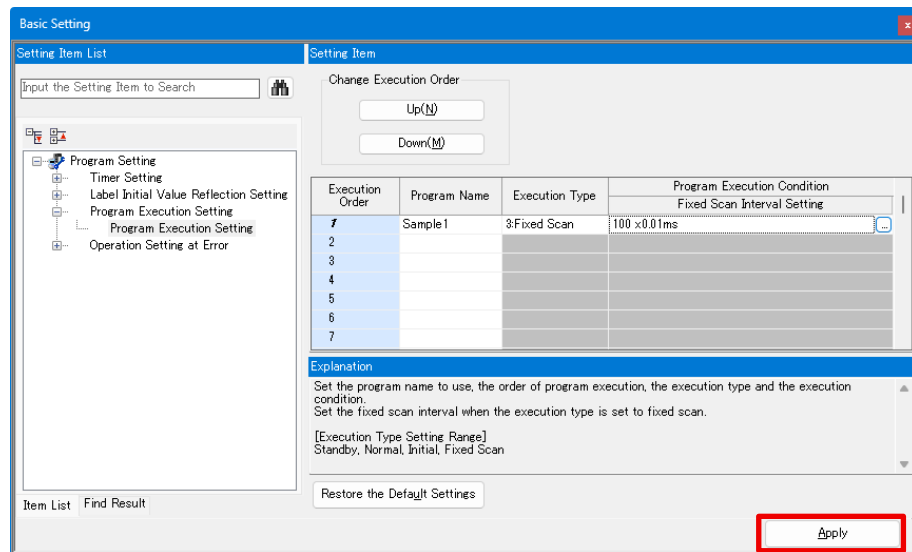 Basic Setting
x
Setting Item List
Input the Setting Item to Search
Program Setting
Timer Setting
Label Initial Value Reflection Setting
Program Execution Setting
Program Execution Setting
Operation Setting at Error
Item List
Find Result
Setting Item
Change Execution Order
Up(N)
Down(M)
Execution Order
Program Name
Execution Type
Program Execution Condition
Fixed Scan Interval Setting
1 Sample1 3:Fixed Scan 100 x0.01ms ...
2
3
4
5
6
7
Explanation
Set the program name to use, the order of program execution, the execution type and the execution
condition.
Set the fixed scan interval when the execution type is set to fixed scan.
[Execution Type Setting Range]
Standby, Normal, Initial, Fixed Scan
Restore the Default Settings
Apply